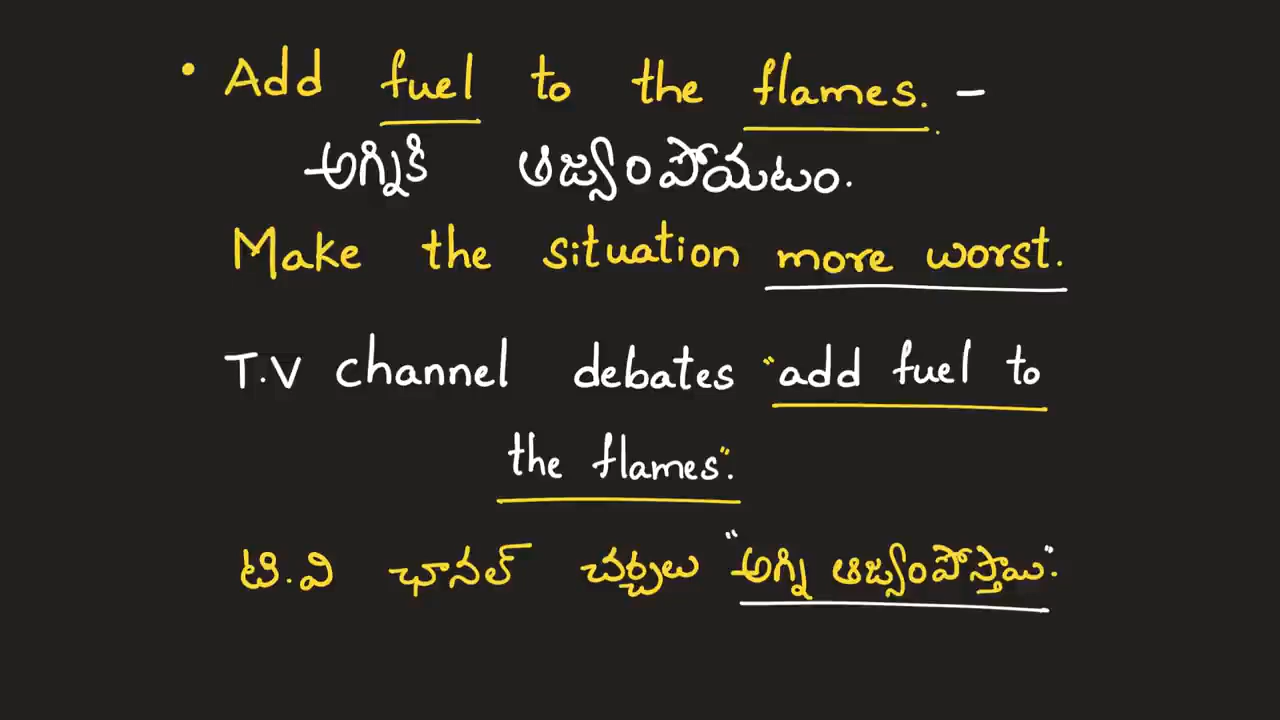 • Add fuel to the flames. -
అగ్నికి ఆజ్వం పోయటం.
Make the situation more worst.
T.V channel debates "add fuel to
the flames".
టి.వి ఛానల్ చర్చలు "అగ్ని ఆజ్వంపోస్తాయి".